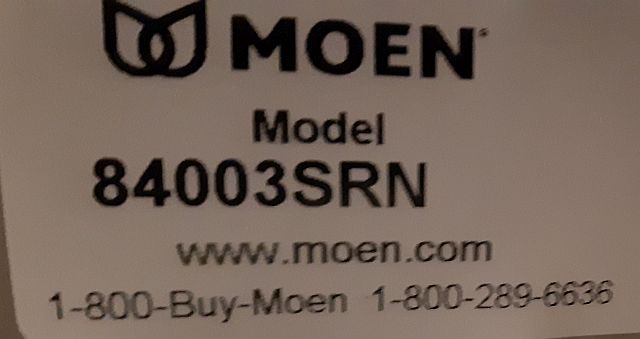 MOEN
Model
84003SRN
www.moen.com
1-800-Buy-Moen 1-800-289-6636